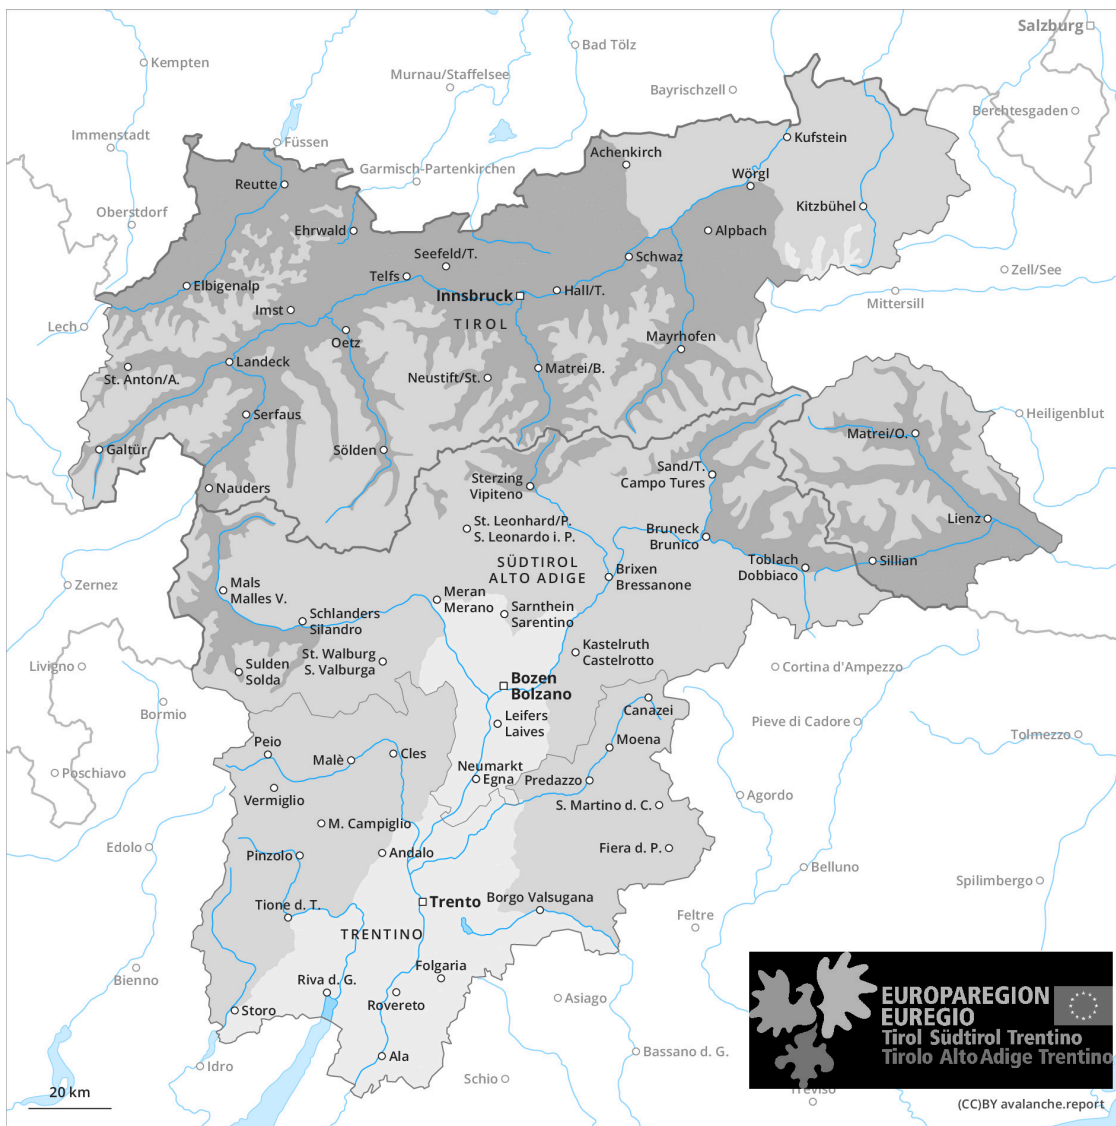 Salzburg
Kempten
Bad Tölz
Murnau/Staffelsee
Bayrischzell
Berchtesgaden
Immenstadt
Füssen
Kufstein
Achenkirch
Garmisch-Partenkirchen
Wörgl
Reutte
Kitzbühel
Oberstdorf
Ehrwald
Alpbach
Seefeld/T.
Schwaz
Zell/See
Telfs
Elbigenalp
Innsbruck
Hall/T.
Mittersill
Imst
TIROL
Lech
Oetz
Mayrhofen
Landeck
Matrei/B.
St. Anton/A.
Neustift/St.
Serfaus
Heiligenblut
Matrei/O.
Galtür
Sölden
Sand/T.
Campo Tures
Sterzing
Vipiteno
Nauders
St. Leonhard/P.
S. Leonardo i. P.
Lienz
Bruneck
Brunico
SÜDTIROL
ALTO ADIGE
Toblach
Dobbiaco
Sillian
Brixen
Bressanone
Zernez
Mals
Malles V.
Meran
Merano
Sarnthein
Sarentino
Schlanders
Silandro
Kastelruth
Castelrotto
St. Walburg
S. Valburga
Livigno
Sulden
Solda
Cortina d'Ampezzo
Bozen
Bolzano
Bormio
Canazei
Leifers
Laives
Pieve di Cadore
Tolmezzo
Peio
Moena
Malè
Cles
Poschiavo
Neumarkt
Egna
Predazzo
Vermiglio
Agordo
S. Martino d. C.
M. Campiglio
Edolo
Fiera d. P.
Pinzolo
Andalo
Belluno
Spilimbergo
Tione d. T.
Trento
Borgo Valsugana
Feltre
TRENTINO
Folgaria
Bienno
Riva d. G.
Rovereto
Asiago
Storo
EUROPAREGION
EUREGIO
Tirol Südtirol Trentino
Tirolo Alto Adige Trentino
Ala
Bassano d. G.
Idro
Schio
Treviso
20 km
(CC)BY avalanche.report